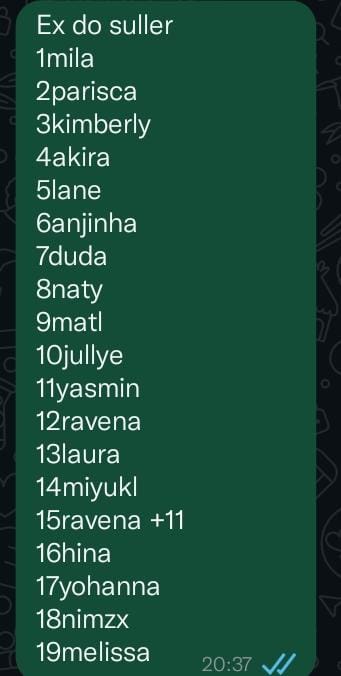 Ex do suller
1mila
2parisca
3kimberly
4akira
5lane
6anjinha
7duda
8naty
9matl
10jullye
11yasmin
12ravena
13laura
14miyukl
15ravena +11
16hina
17yohanna
18nimzx
19melissa
20:37